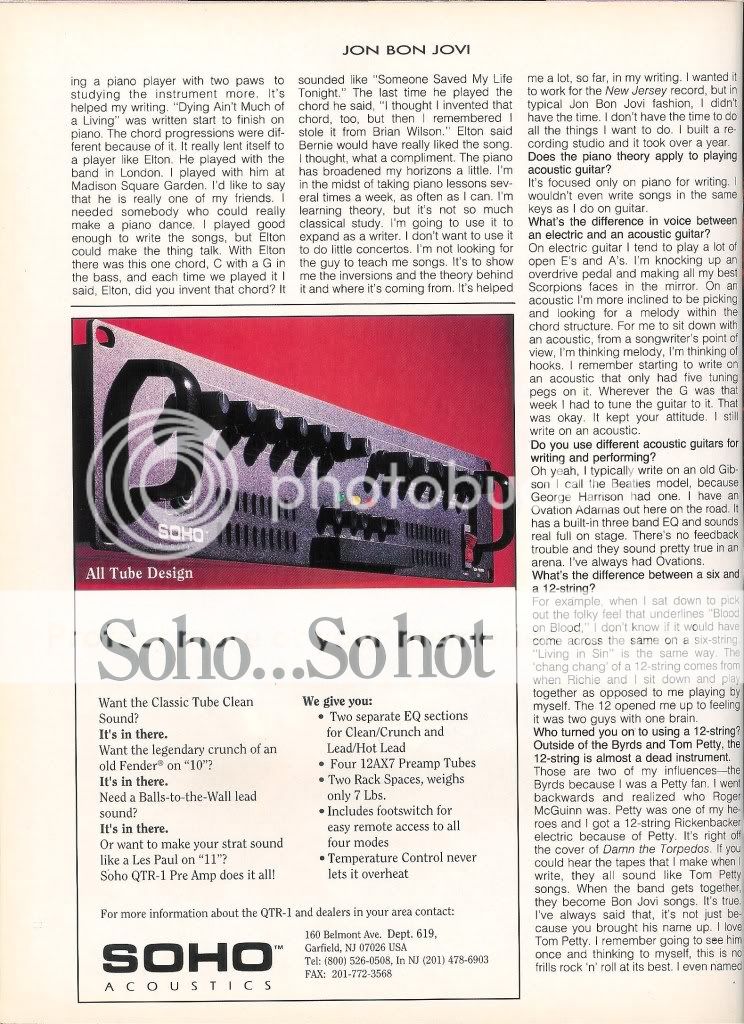 JON BON JOVI
ing a piano player with two paws to
studying the instrument more. It's
helped my writing. "Dying Ain't Much of
a Living" was written start to finish on
piano. The chord progressions were dif-
ferent because of it. It really lent itself to
a player like Elton. He played with the
band in London. I played with him at
Madison Square Garden. I'd like to say
that he is really one of my friends. I
needed somebody who could really
make a piano dance. I played good
enough to write the songs, but Elton
could make the thing talk. With Elton
there was this one chord, C with a G in
the bass, and each time we played it I
said, Elton, did you invent that chord? It
sounded like "Someone Saved My Life
Tonight." The last time he played the
chord he said, "I thought I invented that
chord, too, but then I remembered I
stole it from Brian Wilson." Elton said
Bernie would have really liked the song.
I thought, what a compliment. The piano
has broadened my horizons a little. I'm
in the midst of taking piano lessons sev-
eral times a week, as often as I can. I'm
learning theory, but it's not so much
classical study. I'm going to use it to
expand as a writer. I don't want to use it
to do little concertos. I'm not looking for
the guy to teach me songs. It's to show
me the inversions and the theory behind
it and where it's coming from. It's helped
me a lot, so far, in my writing. I wanted it
to work for the New Jersey record, but in
typical Jon Bon Jovi fashion, I didn't
have the time. I don't have the time to do
all the things I want to do. I built a re-
cording studio and it took over a year.
Does the piano theory apply to playing
acoustic guitar?
It's focused only on piano for writing. I
wouldn't even write songs in the same
keys as I do on guitar.
What's the difference in voice between
an electric and an acoustic guitar?
On electric guitar I tend to play a lot of
open E's and A's. I'm knocking up an
overdrive pedal and making all my best
Scorpions faces in the mirror. On an
acoustic I'm more inclined to be picking
and looking for a melody within the
chord structure. For me to sit down with
an acoustic, from a songwriter's point of
view, I'm thinking melody, I'm thinking of
hooks. I remember starting to write on
an acoustic that only had five tuning
pegs on it. Wherever the G was that
week I had to tune the guitar to it. That
was okay. It kept your attitude. I still
write on an acoustic.
Do you use different acoustic guitars for
writing and performing?
Oh yeah, I typically write on an old Gib-
son I call the Beatles model, because
George Harrison had one. I have an
Ovation Adamas out here on the road. It
has a built-in three band EQ and sounds
real full on stage. There's no feedback
trouble and they sound pretty true in an
arena. I've always had Ovations.
What's the difference between a six and
a 12-string?
For example, when I sat down to pick
out the folky feel that underlines "Blood
on Blood," I don't know if it would have
come across the same on a six-string.
"Living in Sin" is the same way. The
'chang chang' of a 12-string comes from
when Richie and I sit down and play
together as opposed to me playing by
myself. The 12 opened me up to feeling
it was two guys with one brain.
Who turned you on to using a 12-string?
Outside of the Byrds and Tom Petty, the
12-string is almost a dead instrument.
Those are two of my influences—the
Byrds because I was a Petty fan. I went
backwards and realized who Roger
McGuinn was. Petty was one of my he-
roes and I got a 12-string Rickenbacker
electric because of Petty. It's right off
the cover of Damn the Torpedos. If you
could hear the tapes that I make when I
write, they all sound like Tom Petty
songs. When the band gets together,
they become Bon Jovi songs. It's true.
I've always said that, it's not just be-
cause you brought his name up. I love
Tom Petty. I remember going to see him
once and thinking to myself, this is no
frills rock 'n' roll at its best. I even named
SOHO
All Tube Design
photobu
Soho...So hot
Want the Classic Tube Clean
Sound?
It's in there.
Want the legendary crunch of an
old Fender® on "10"?
It's in there.
Need a Balls-to-the-Wall lead
sound?
It's in there.
Or want to make your strat sound
like a Les Paul on "11"?
Soho QTR-1 Pre Amp does it all!
We give you:
• Two separate EQ sections
for Clean/Crunch and
Lead/Hot Lead
• Four 12AX7 Preamp Tubes
• Two Rack Spaces, weighs
only 7 Lbs.
• Includes footswitch for
easy remote access to all
four modes
• Temperature Control never
lets it overheat
For more information about the QTR-1 and dealers in your area contact:
SOHO™
ACOUSTICS
160 Belmont Ave. Dept. 619,
Garfield, NJ 07026 USA
Tel: (800) 526-0508, In NJ (201) 478-6903
FAX: 201-772-3568